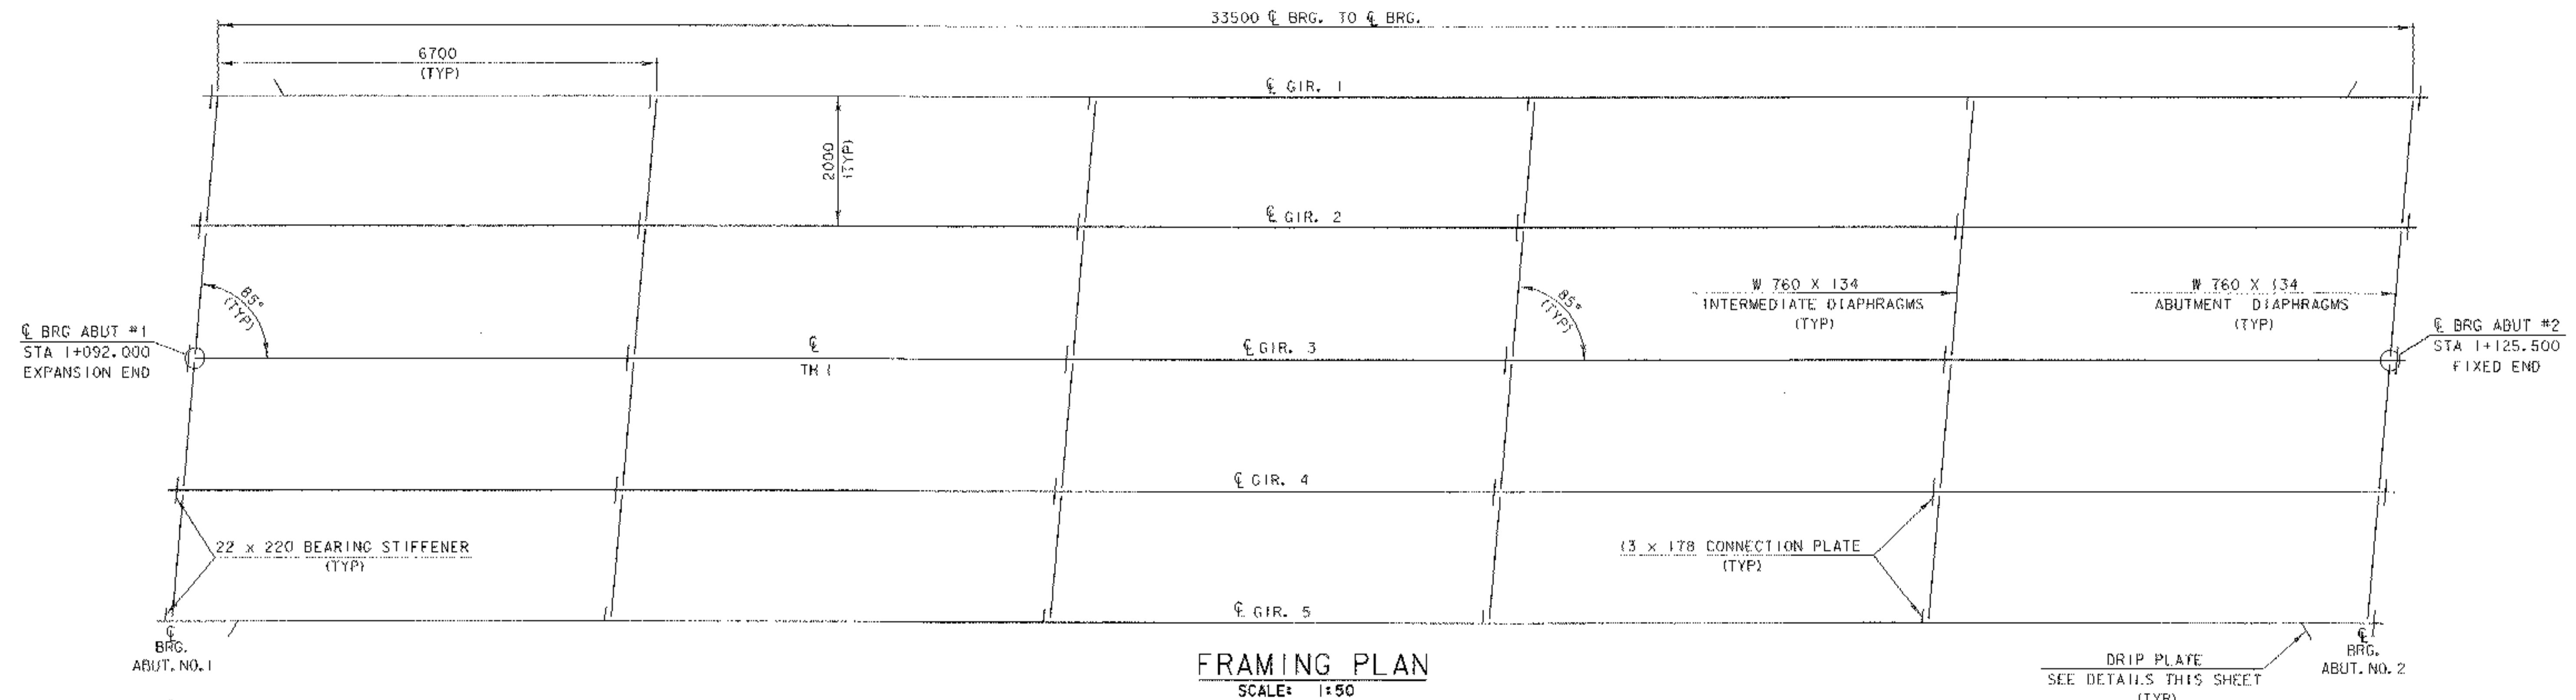 33500 ℄ BRG. TO ℄ BRG.
6700
(TYP)
℄ GIR. 1
2000
(TYP)
℄ GIR. 2
85°
(TYP)
85°
(TYP)
W 760 X 134
INTERMEDIATE DIAPHRAGMS
(TYP)
W 760 X 134
ABUTMENT DIAPHRAGMS
(TYP)
℄ BRG ABUT #1
STA 1+092.000
EXPANSION END
℄
TH 1
℄ GIR. 3
℄ BRG ABUT #2
STA 1+125.500
FIXED END
℄ GIR. 4
22 x 220 BEARING STIFFENER
(TYP)
13 x 178 CONNECTION PLATE
(TYP)
℄ GIR. 5
℄
BRG.
ABUT. NO. 1
℄
BRG.
ABUT. NO. 2
FRAMING PLAN
SCALE: 1:50
DRIP PLATE
SEE DETAILS THIS SHEET
(TYP)